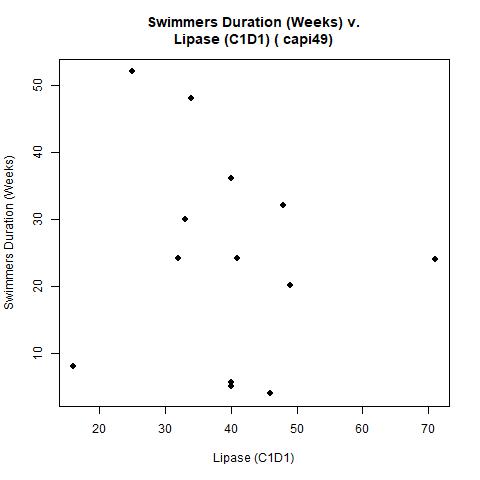 Swimmers Duration (Weeks) v.
Lipase (C1D1) ( capi49)
Swimmers Duration (Weeks)
50
40
30
20
10
20 30 40 50 60 70
Lipase (C1D1)